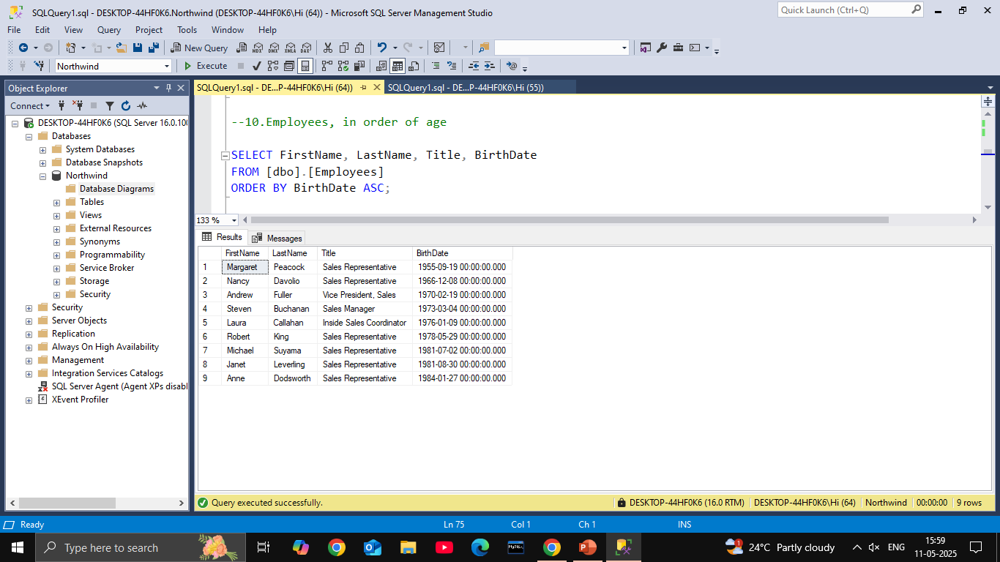 SQLQuery1.sql - DESKTOP-44HF0K6.Northwind (DESKTOP-44HF0K6\Hi (64)) - Microsoft SQL Server Management Studio
Quick Launch (Ctrl+Q)
File Edit View Query Project Tools Window Help
New Query MDX DMX XMLA DAX
Northwind Execute
Object Explorer
Connect
DESKTOP-44HF0K6 (SQL Server 16.0.100
Databases
System Databases
Database Snapshots
Northwind
Database Diagrams
Tables
Views
External Resources
Synonyms
Programmability
Service Broker
Storage
Security
Security
Server Objects
Replication
Always On High Availability
Management
Integration Services Catalogs
SQL Server Agent (Agent XPs disabl
XEvent Profiler
SQLQuery1.sql - DE...P-44HF0K6\Hi (64)) SQLQuery1.sql - DE...P-44HF0K6\Hi (55))
--10.Employees, in order of age
SELECT FirstName, LastName, Title, BirthDate
FROM [dbo].[Employees]
ORDER BY BirthDate ASC;
133 %
Results Messages
FirstName LastName Title BirthDate
1 Margaret Peacock Sales Representative 1955-09-19 00:00:00.000
2 Nancy Davolio Sales Representative 1966-12-08 00:00:00.000
3 Andrew Fuller Vice President, Sales 1970-02-19 00:00:00.000
4 Steven Buchanan Sales Manager 1973-03-04 00:00:00.000
5 Laura Callahan Inside Sales Coordinator 1976-01-09 00:00:00.000
6 Robert King Sales Representative 1978-05-29 00:00:00.000
7 Michael Suyama Sales Representative 1981-07-02 00:00:00.000
8 Janet Leverling Sales Representative 1981-08-30 00:00:00.000
9 Anne Dodsworth Sales Representative 1984-01-27 00:00:00.000
Query executed successfully. DESKTOP-44HF0K6 (16.0 RTM) DESKTOP-44HF0K6\Hi (64) Northwind 00:00:00 9 rows
Ready Ln 75 Col 1 Ch 1 INS
Type here to search
24°C Partly cloudy
ENG
15:59
11-05-2025